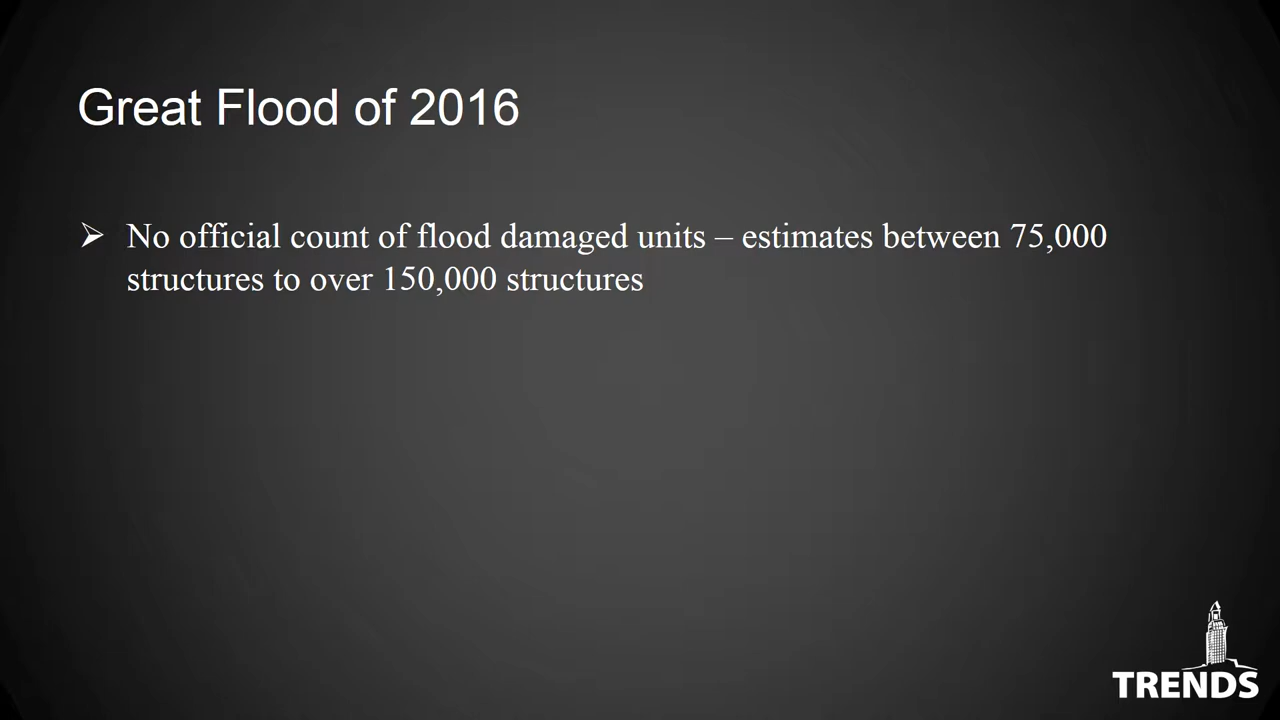 Great Flood of 2016
➢ No official count of flood damaged units – estimates between 75,000
structures to over 150,000 structures
TRENDS